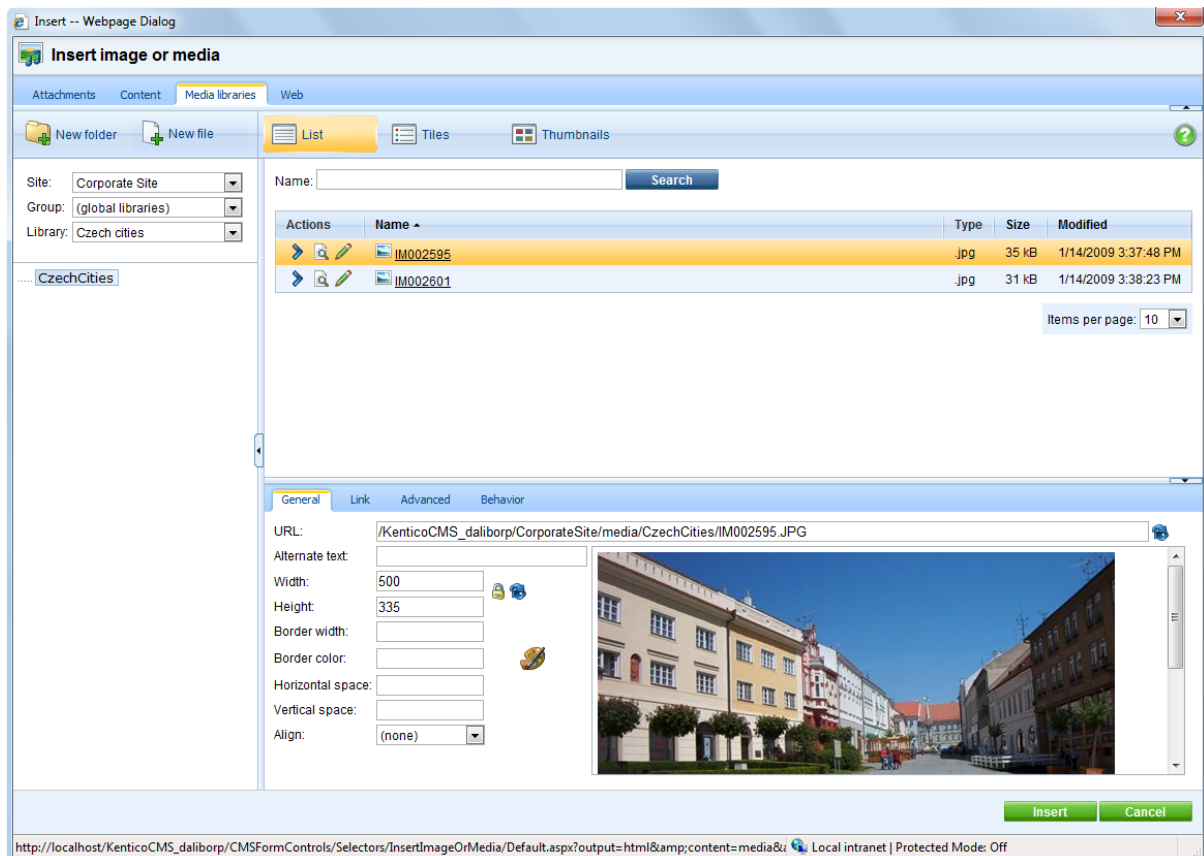 Insert -- Webpage Dialog
Insert image or media
Attachments Content Media libraries Web
New folder New file List Tiles Thumbnails
Site: Corporate Site
Group: (global libraries)
Library: Czech cities
CzechCities
Name: Search
Actions Name Type Size Modified
IM002595 .jpg 35 kB 1/14/2009 3:37:48 PM
IM002601 .jpg 31 kB 1/14/2009 3:38:23 PM
Items per page: 10
General Link Advanced Behavior
URL: /KenticoCMS_daliborp/CorporateSite/media/CzechCities/IM002595.JPG
Alternate text:
Width: 500
Height: 335
Border width:
Border color:
Horizontal space:
Vertical space:
Align: (none)
Insert Cancel
http://localhost/KenticoCMS_daliborp/CMSFormControls/Selectors/InsertImageOrMedia/Default.aspx?output=html&amp;content=media&a Local intranet | Protected Mode: Off